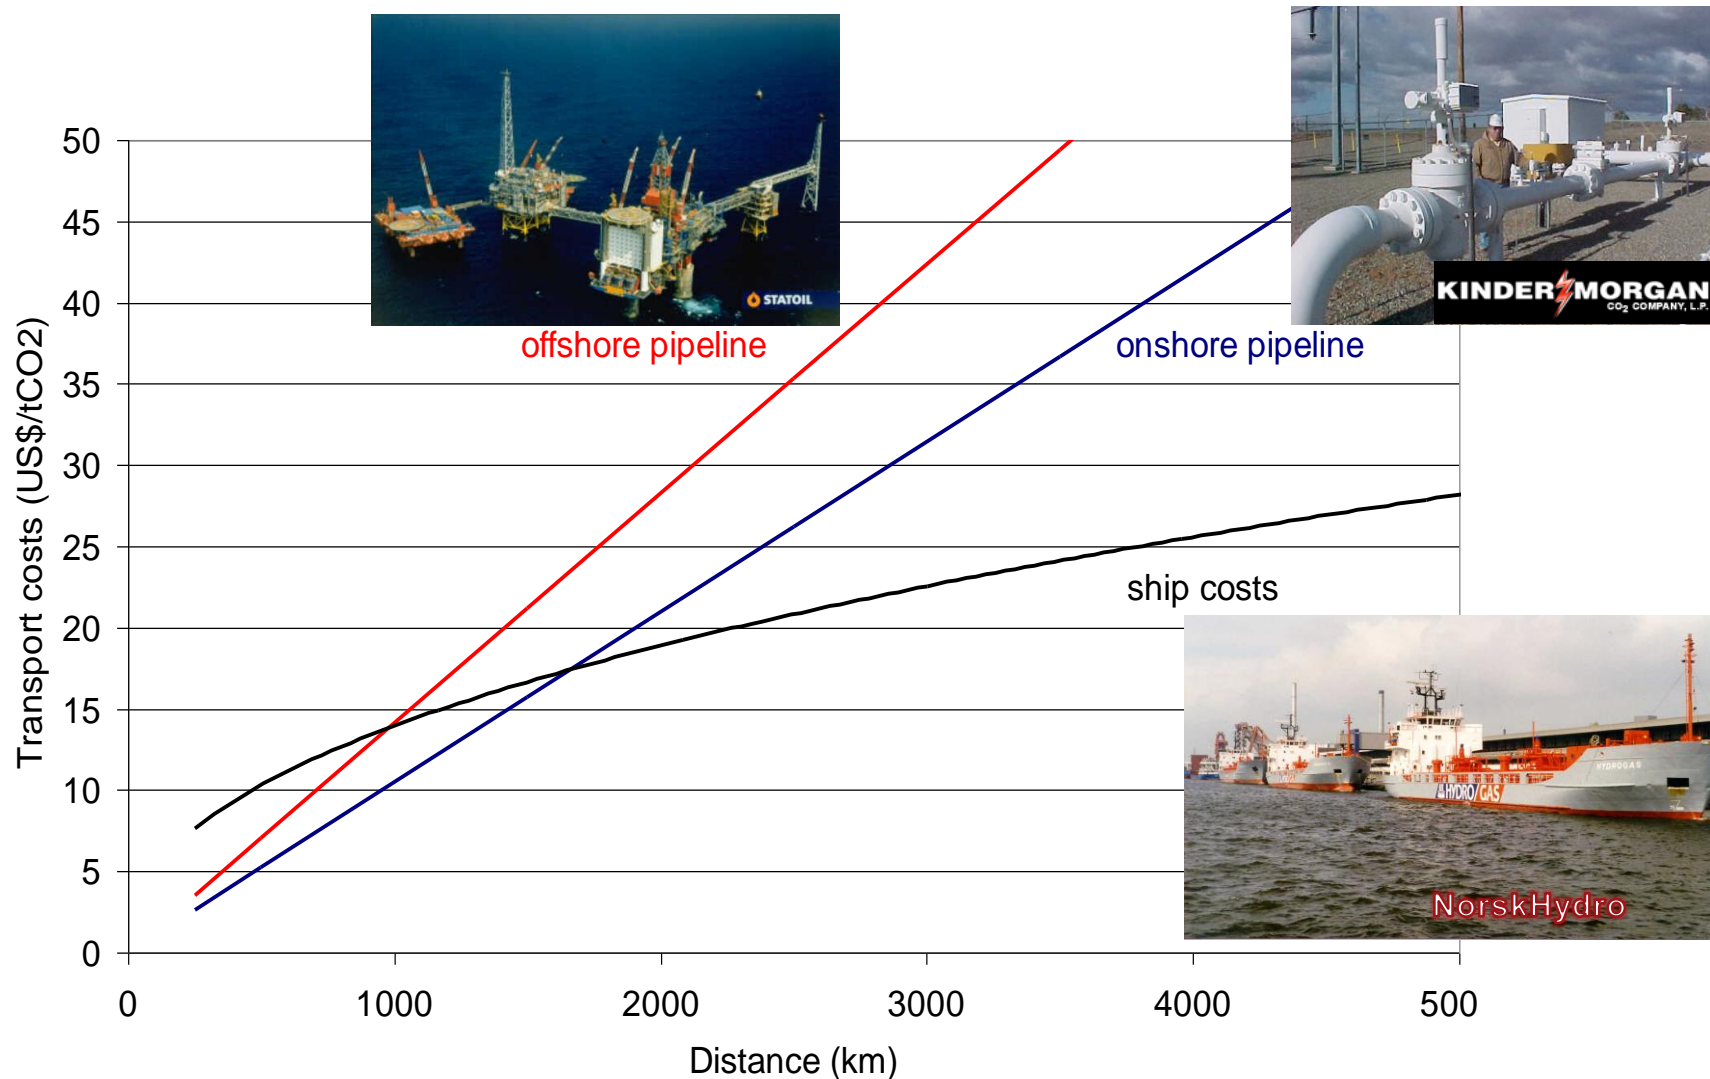 50
45
40
35
30
25
20
15
10
5
0
Transport costs (US$/tCO2)
STATOIL
offshore pipeline
onshore pipeline
KINDER MORGAN
CO2 COMPANY, L.P.
ship costs
HYDROGAS
HYDRO/GAS
NorskHydro
0
1000
2000
3000
4000
500
Distance (km)